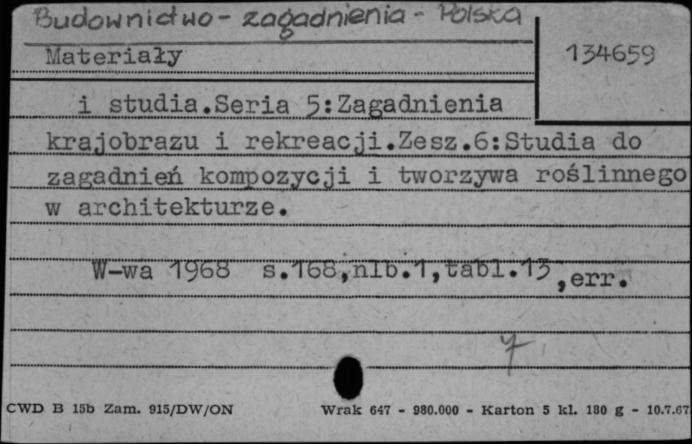 Budownictwo - zagadnienia - Polska
Materiały
134659
i studia.Seria 5:Zagadnienia
krajobrazu i rekreacji.Zesz.6:Studia do
zagadnień kompozycji i tworzywa roślinnego
w architekturze.
W-wa 1968 s.168,nlb.1,tabl.13,err.
7
CWD B 15b Zam. 915/DW/ON
Wrak 647 - 980.000 - Karton 5 kl. 180 g - 10.7.67